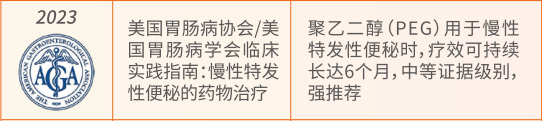 2023
THE AMERICAN GASTROENTEROLOGICAL ASSOCIATION
AGA
美国胃肠病协会/美
国胃肠病学会临床
实践指南：慢性特发
性便秘的药物治疗
聚乙二醇（PEG）用于慢性
特发性便秘时，疗效可持续
长达6个月，中等证据级别，
强推荐